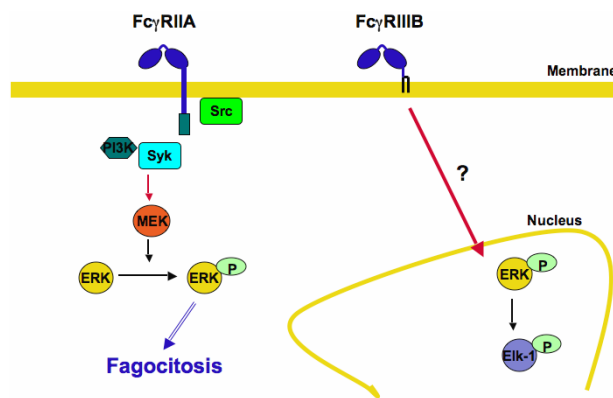 FcγRIIA
FcγRIIIB
Membrane
Src
PI3K
Syk
?
MEK
Nucleus
ERK
ERK
P
ERK
P
Fagocitosis
Elk-1
P